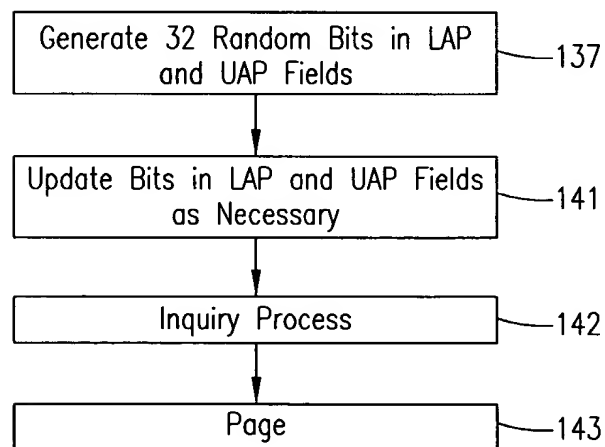 Generate 32 Random Bits in LAP
and UAP Fields
137
Update Bits in LAP and UAP Fields
as Necessary
141
Inquiry Process
142
Page
143